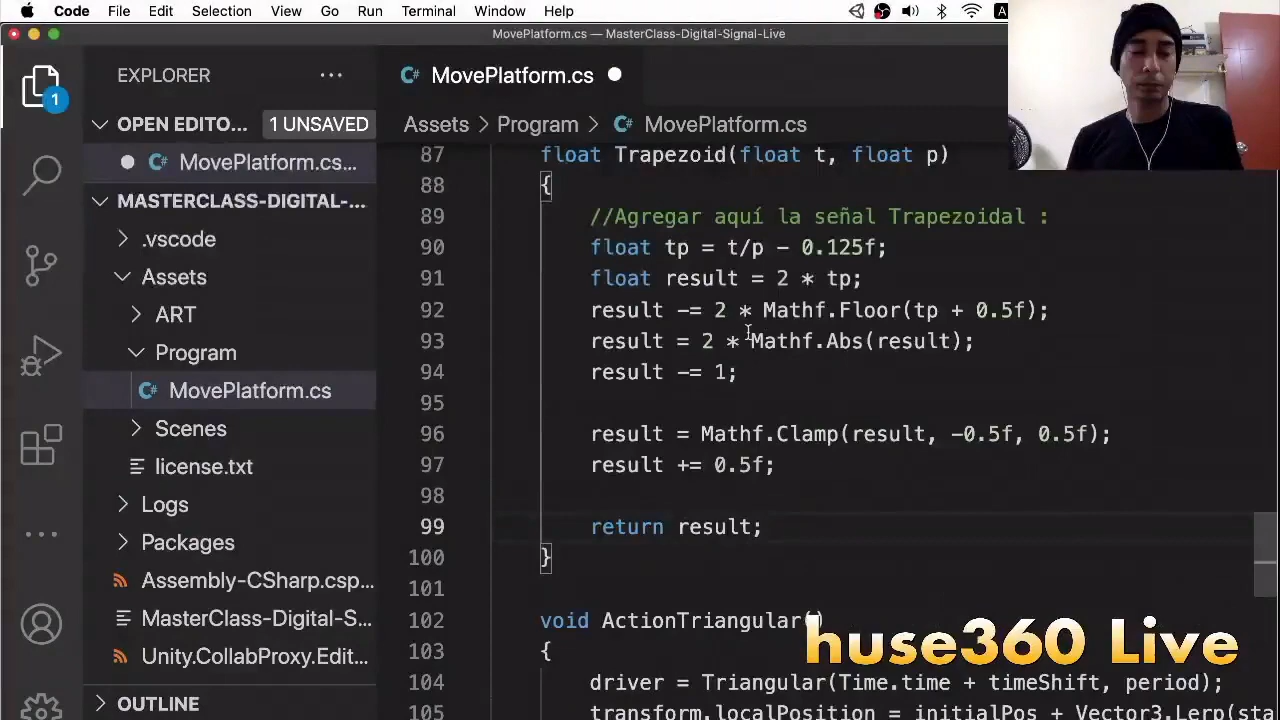 Code File Edit Selection View Go Run Terminal Window Help
MovePlatform.cs — MasterClass-Digital-Signal-Live
EXPLORER
MovePlatform.cs
1
OPEN EDITO... 1 UNSAVED
Assets > Program > MovePlatform.cs
MovePlatform.cs...
MASTERCLASS-DIGITAL-...
.vscode
Assets
ART
Program
MovePlatform.cs
Scenes
license.txt
Logs
Packages
Assembly-CSharp.csp...
MasterClass-Digital-S...
Unity.CollabProxy.Edit...
OUTLINE
87 float Trapezoid(float t, float p)
88 {
89 //Agregar aquí la señal Trapezoidal :
90 float tp = t/p - 0.125f;
91 float result = 2 * tp;
92 result -= 2 * Mathf.Floor(tp + 0.5f);
93 result = 2 * Mathf.Abs(result);
94 result -= 1;
95
96 result = Mathf.Clamp(result, -0.5f, 0.5f);
97 result += 0.5f;
98
99 return result;
100 }
101
102 void ActionTriangular()
103 {
104 driver = Triangular(Time.time + timeShift, period);
105 transform.localPosition = initialPos + Vector3.Lerp(sta
huse360 Live